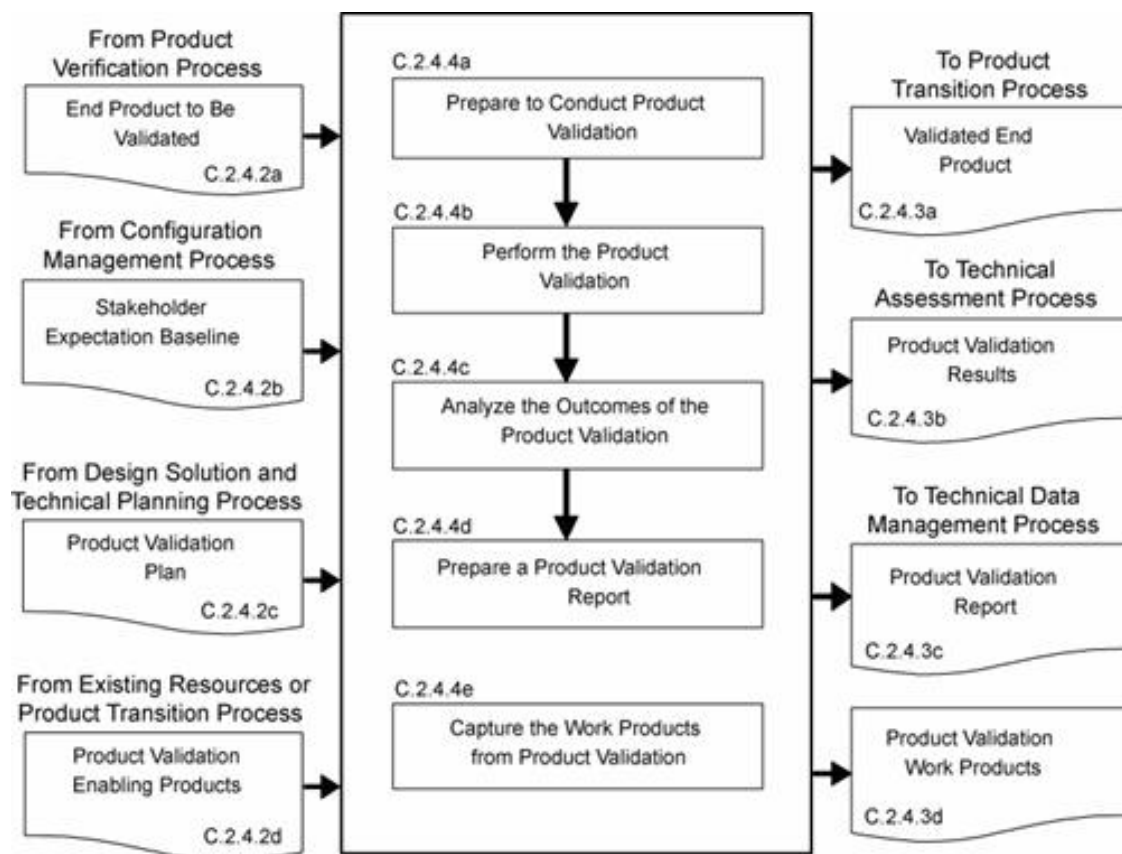 From Product
Verification Process
End Product to Be
Validated
C.2.4.2a
From Configuration
Management Process
Stakeholder
Expectation Baseline
C.2.4.2b
From Design Solution and
Technical Planning Process
Product Validation
Plan
C.2.4.2c
From Existing Resources or
Product Transition Process
Product Validation
Enabling Products
C.2.4.2d
C.2.4.4a
Prepare to Conduct Product
Validation
C.2.4.4b
Perform the Product
Validation
C.2.4.4c
Analyze the Outcomes of the
Product Validation
C.2.4.4d
Prepare a Product Validation
Report
C.2.4.4e
Capture the Work Products
from Product Validation
To Product
Transition Process
Validated End
Product
C.2.4.3a
To Technical
Assessment Process
Product Validation
Results
C.2.4.3b
To Technical Data
Management Process
Product Validation
Report
C.2.4.3c
Product Validation
Work Products
C.2.4.3d